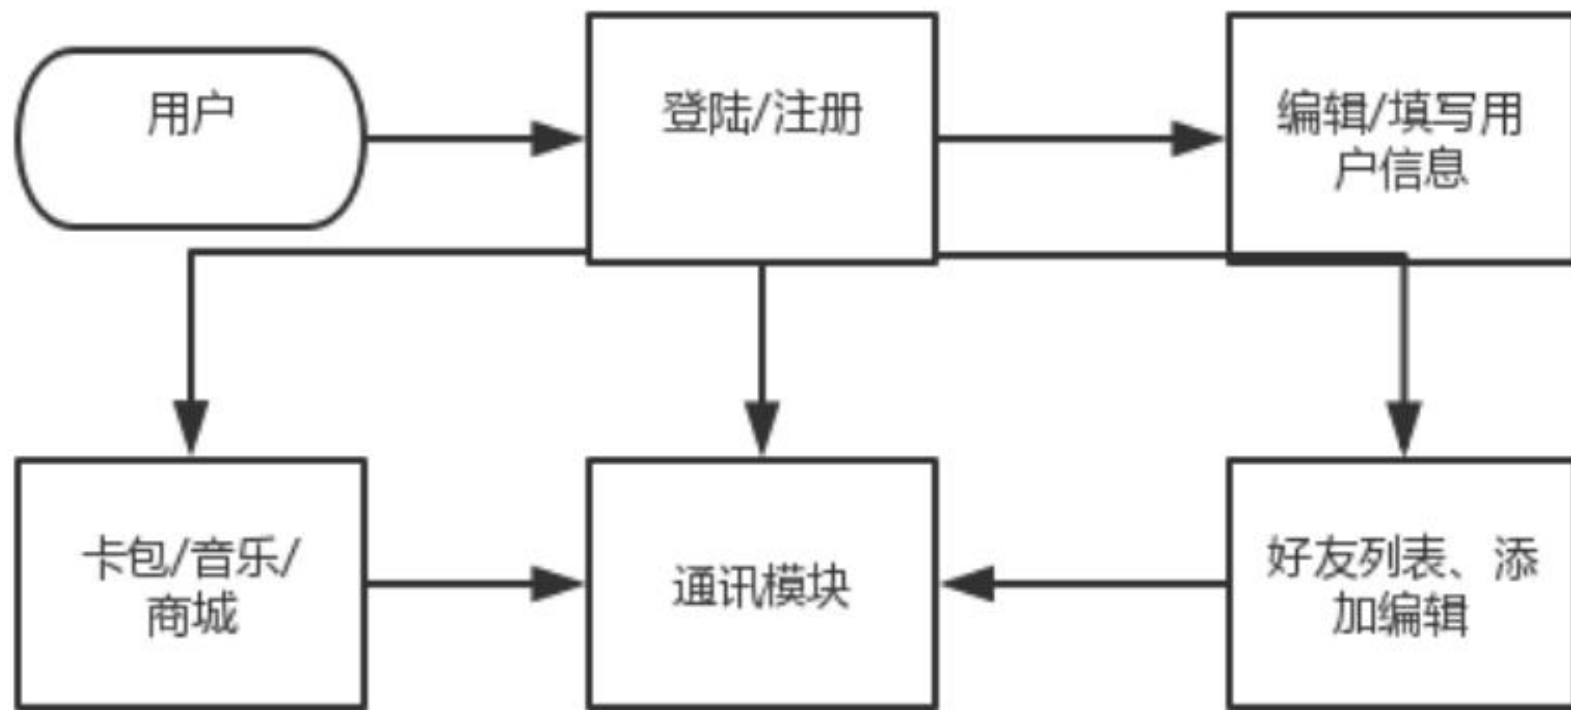 用户
登陆/注册
编辑/填写用
户信息
卡包/音乐/
商城
通讯模块
好友列表、添
加编辑